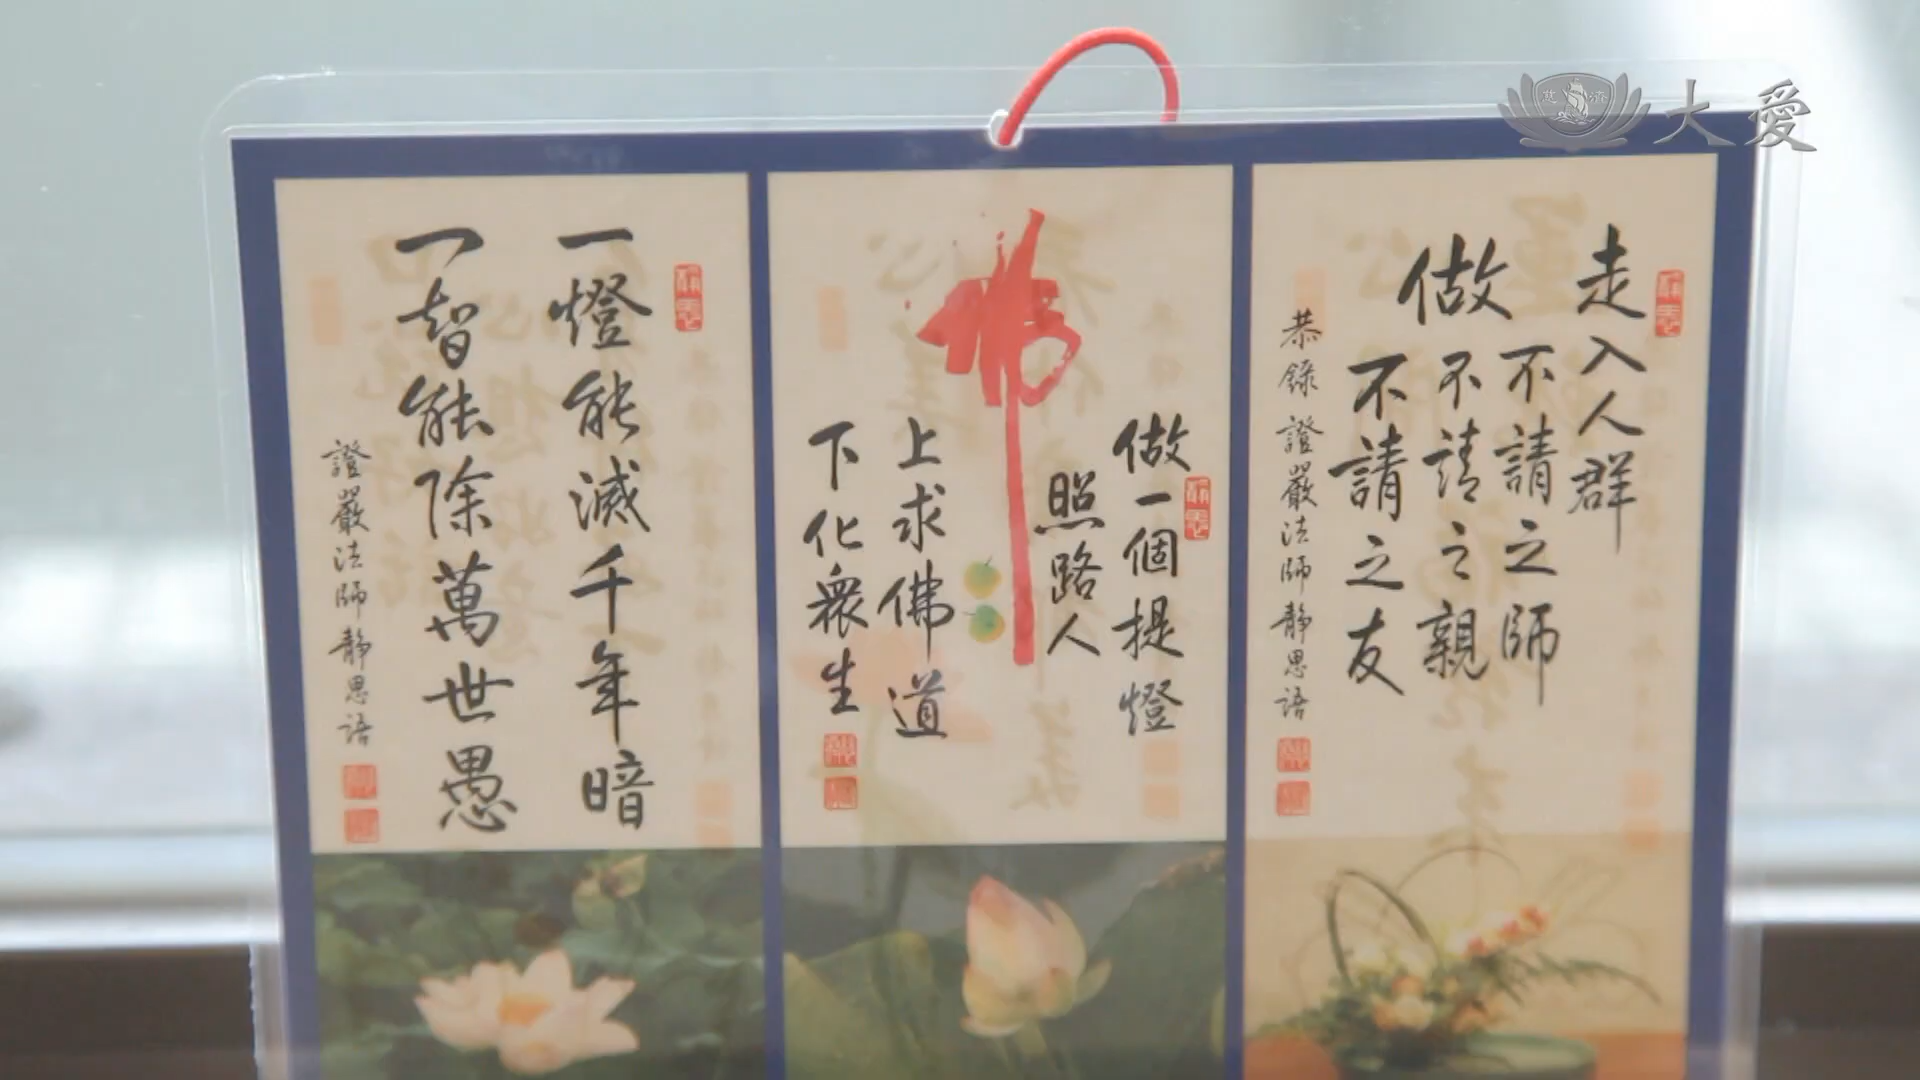 大愛
走入人群
做
不請之師
不請之親
不請之友
恭錄 證嚴法師靜思語
做一個提燈
照路人
佛
上求佛道
下化衆生
一燈能滅千年暗
一智能除萬世愚
證嚴法師靜思語